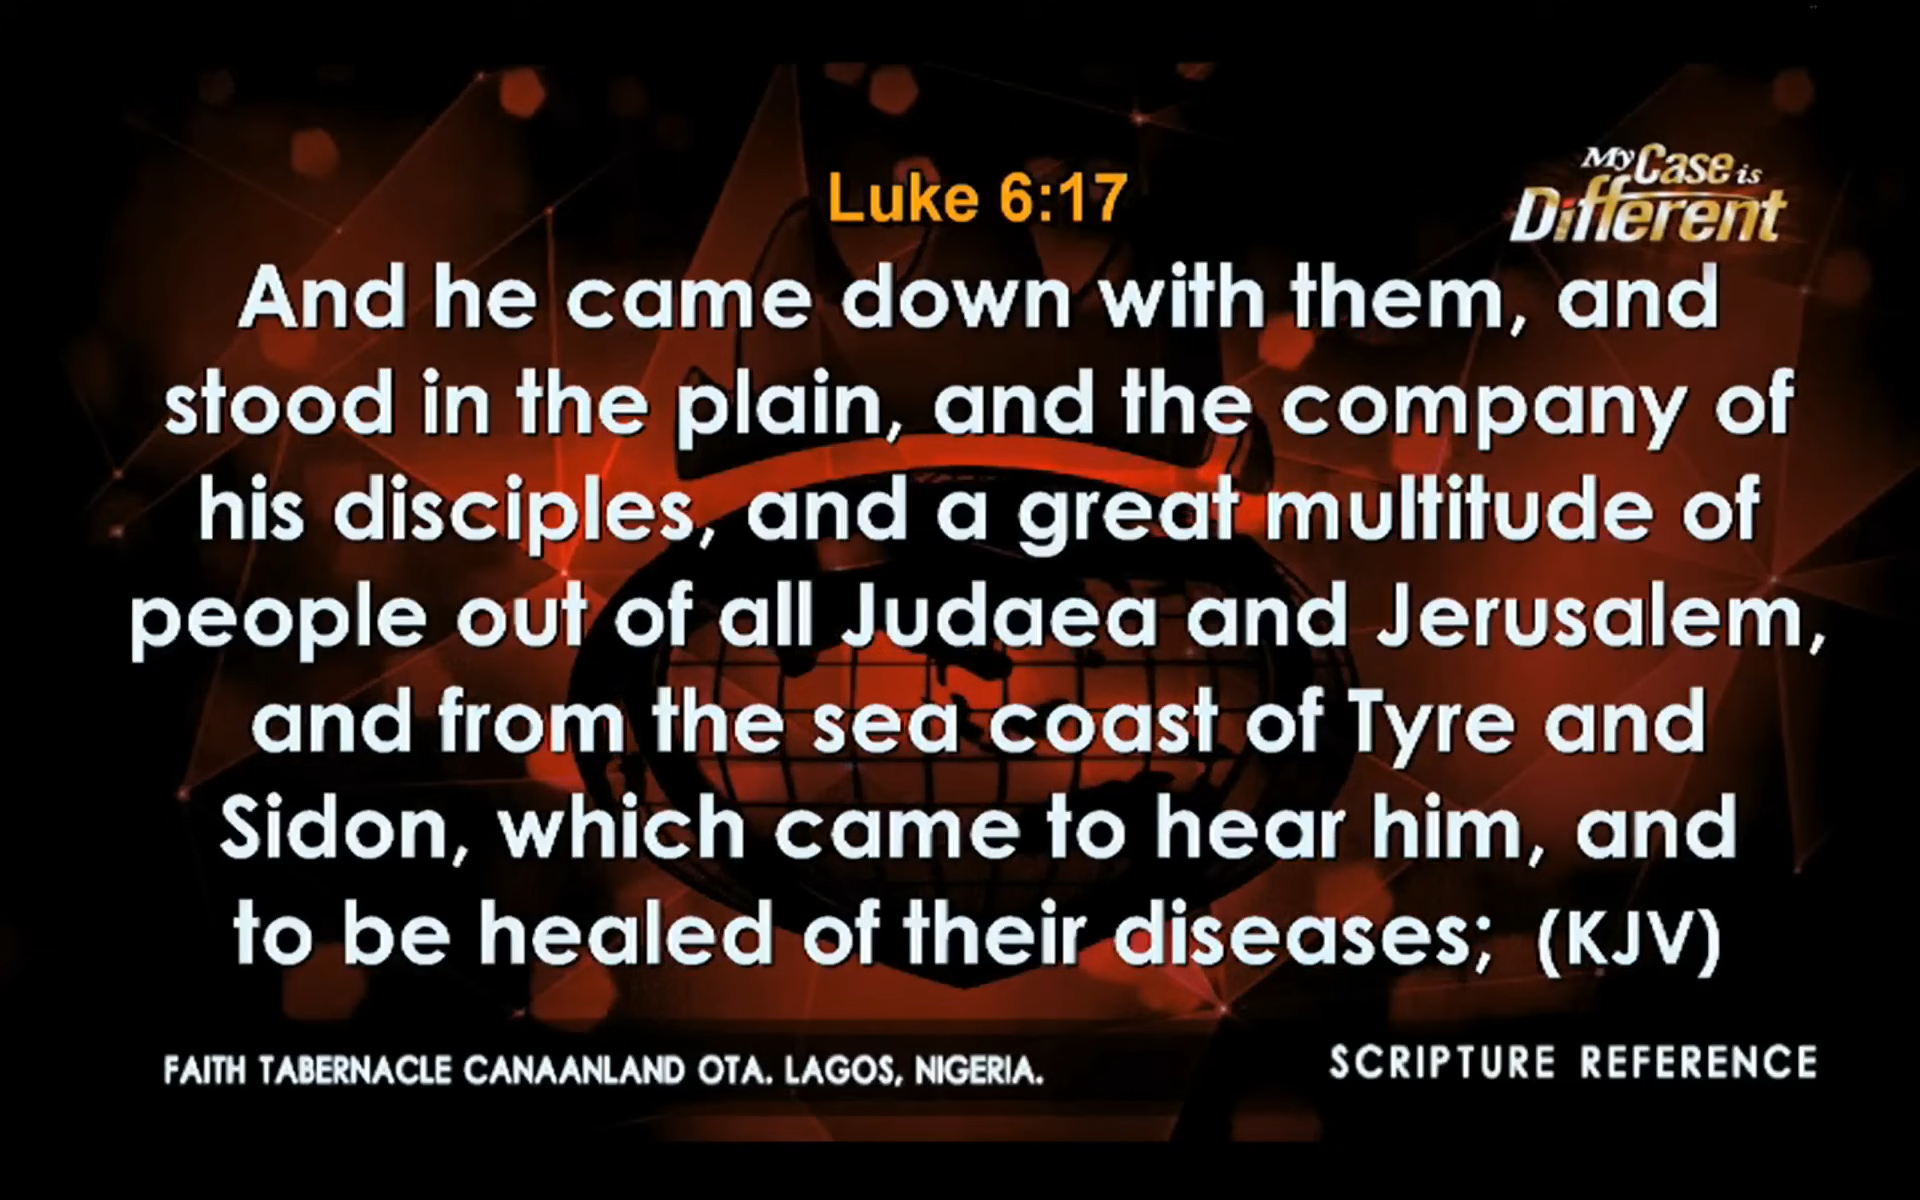 Luke 6:17
My Case is
Different
And he came down with them, and
stood in the plain, and the company of
his disciples, and a great multitude of
people out of all Judaea and Jerusalem,
and from the sea coast of Tyre and
Sidon, which came to hear him, and
to be healed of their diseases; (KJV)
FAITH TABERNACLE CANAANLAND OTA. LAGOS, NIGERIA.
SCRIPTURE REFERENCE